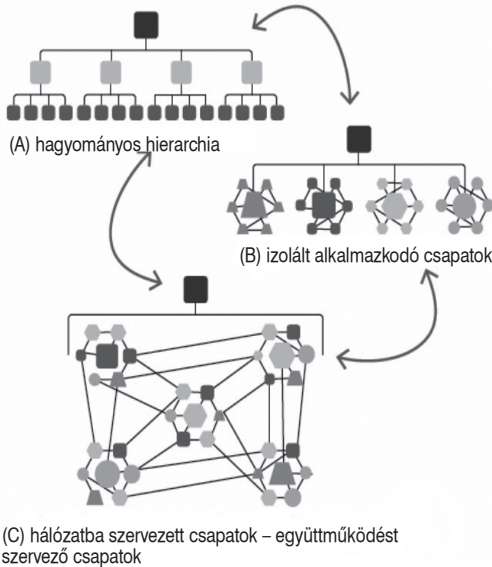 (A) hagyományos hierarchia
(B) izolált alkalmazkodó csapatok
(C) hálózatba szervezett csapatok – együttműködést
szervező csapatok